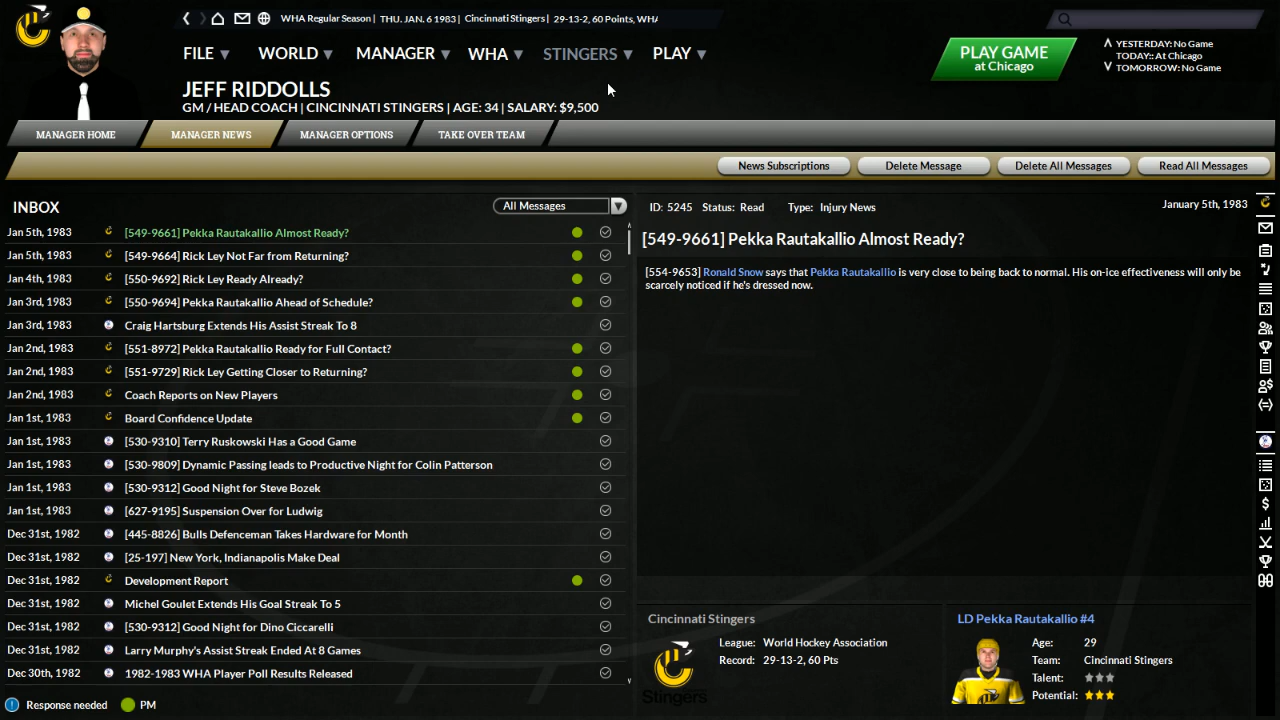 WHA Regular Season | THU. JAN. 6 1983 | Cincinnati Stingers | 29-13-2, 60 Points, WHA
FILE WORLD MANAGER WHA STINGERS PLAY
PLAY GAME
at Chicago
YESTERDAY: No Game
TODAY:: At Chicago
TOMORROW: No Game
JEFF RIDDOLLS
GM / HEAD COACH | CINCINNATI STINGERS | AGE: 34 | SALARY: $9,500
MANAGER HOME MANAGER NEWS MANAGER OPTIONS TAKE OVER TEAM
News Subscriptions Delete Message Delete All Messages Read All Messages
INBOX All Messages
Jan 5th, 1983 [549-9661] Pekka Rautakallio Almost Ready?
Jan 5th, 1983 [549-9664] Rick Ley Not Far from Returning?
Jan 4th, 1983 [550-9692] Rick Ley Ready Already?
Jan 3rd, 1983 [550-9694] Pekka Rautakallio Ahead of Schedule?
Jan 3rd, 1983 Craig Hartsburg Extends His Assist Streak To 8
Jan 2nd, 1983 [551-8972] Pekka Rautakallio Ready for Full Contact?
Jan 2nd, 1983 [551-9729] Rick Ley Getting Closer to Returning?
Jan 2nd, 1983 Coach Reports on New Players
Jan 1st, 1983 Board Confidence Update
Jan 1st, 1983 [530-9310] Terry Ruskowski Has a Good Game
Jan 1st, 1983 [530-9809] Dynamic Passing leads to Productive Night for Colin Patterson
Jan 1st, 1983 [530-9312] Good Night for Steve Bozek
Jan 1st, 1983 [627-9195] Suspension Over for Ludwig
Dec 31st, 1982 [445-8826] Bulls Defenceman Takes Hardware for Month
Dec 31st, 1982 [25-197] New York, Indianapolis Make Deal
Dec 31st, 1982 Development Report
Dec 31st, 1982 Michel Goulet Extends His Goal Streak To 5
Dec 31st, 1982 [530-9312] Good Night for Dino Ciccarelli
Dec 31st, 1982 Larry Murphy's Assist Streak Ended At 8 Games
Dec 30th, 1982 1982-1983 WHA Player Poll Results Released
Response needed PM
ID: 5245 Status: Read Type: Injury News January 5th, 1983
[549-9661] Pekka Rautakallio Almost Ready?
[554-9653] Ronald Snow says that Pekka Rautakallio is very close to being back to normal. His on-ice effectiveness will only be
scarcely noticed if he's dressed now.
Cincinnati Stingers
League: World Hockey Association
Record: 29-13-2, 60 Pts
Stingers
LD Pekka Rautakallio #4
Age: 29
Team: Cincinnati Stingers
Talent:
Potential: